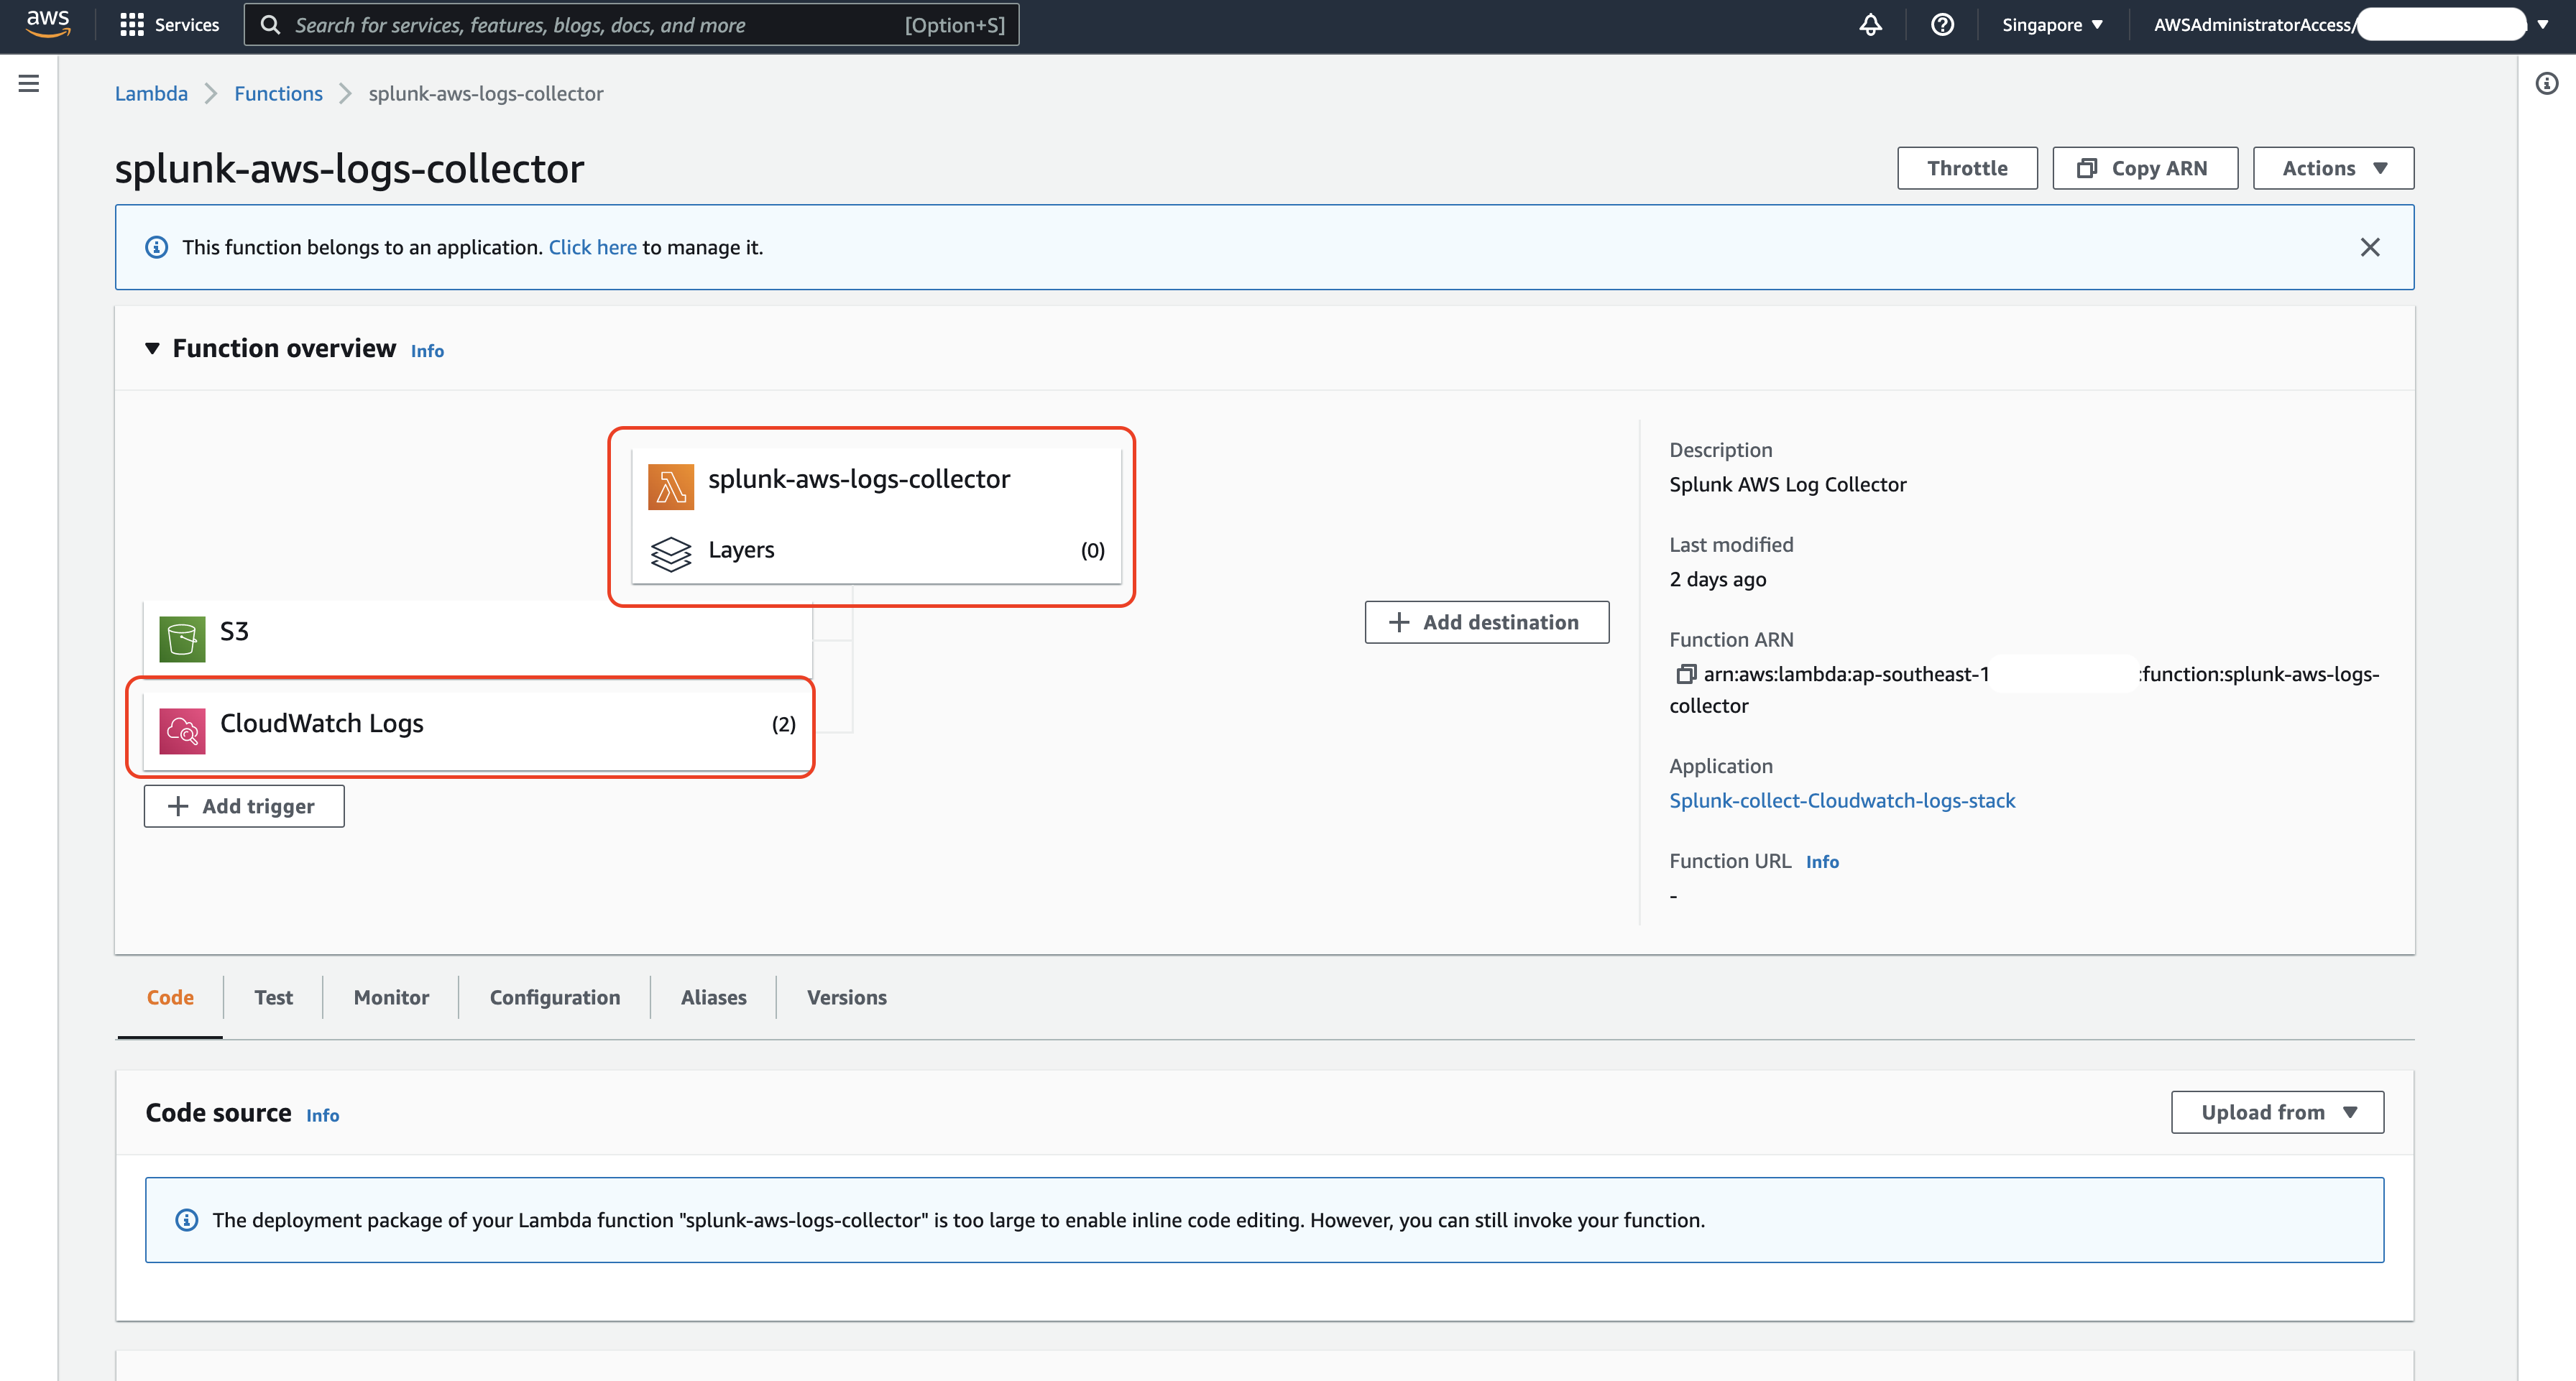 aws
Services
Search for services, features, blogs, docs, and more
[Option+S]
Singapore
AWSAdministratorAccess/
Lambda
Functions
splunk-aws-logs-collector
splunk-aws-logs-collector
Throttle
Copy ARN
Actions
This function belongs to an application. Click here to manage it.
Function overview Info
splunk-aws-logs-collector
Layers (0)
S3
CloudWatch Logs (2)
Add trigger
Add destination
Description
Splunk AWS Log Collector
Last modified
2 days ago
Function ARN
arn:aws:lambda:ap-southeast-1 :function:splunk-aws-logs-
collector
Application
Splunk-collect-Cloudwatch-logs-stack
Function URL Info
-
Code
Test
Monitor
Configuration
Aliases
Versions
Code source Info
Upload from
The deployment package of your Lambda function "splunk-aws-logs-collector" is too large to enable inline code editing. However, you can still invoke your function.